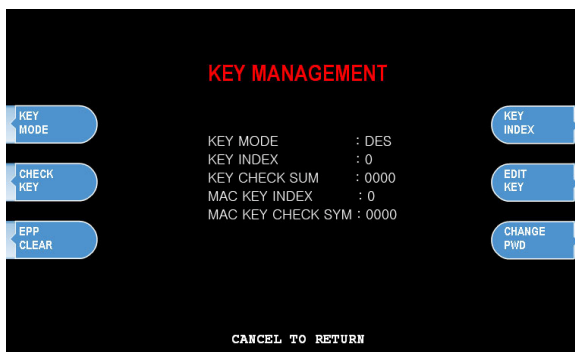 KEY MANAGEMENT
KEY
MODE
KEY
INDEX
KEY MODE : DES
KEY INDEX : 0
KEY CHECK SUM : 0000
MAC KEY INDEX : 0
MAC KEY CHECK SYM : 0000
CHECK
KEY
EDIT
KEY
EPP
CLEAR
CHANGE
PWD
CANCEL TO RETURN